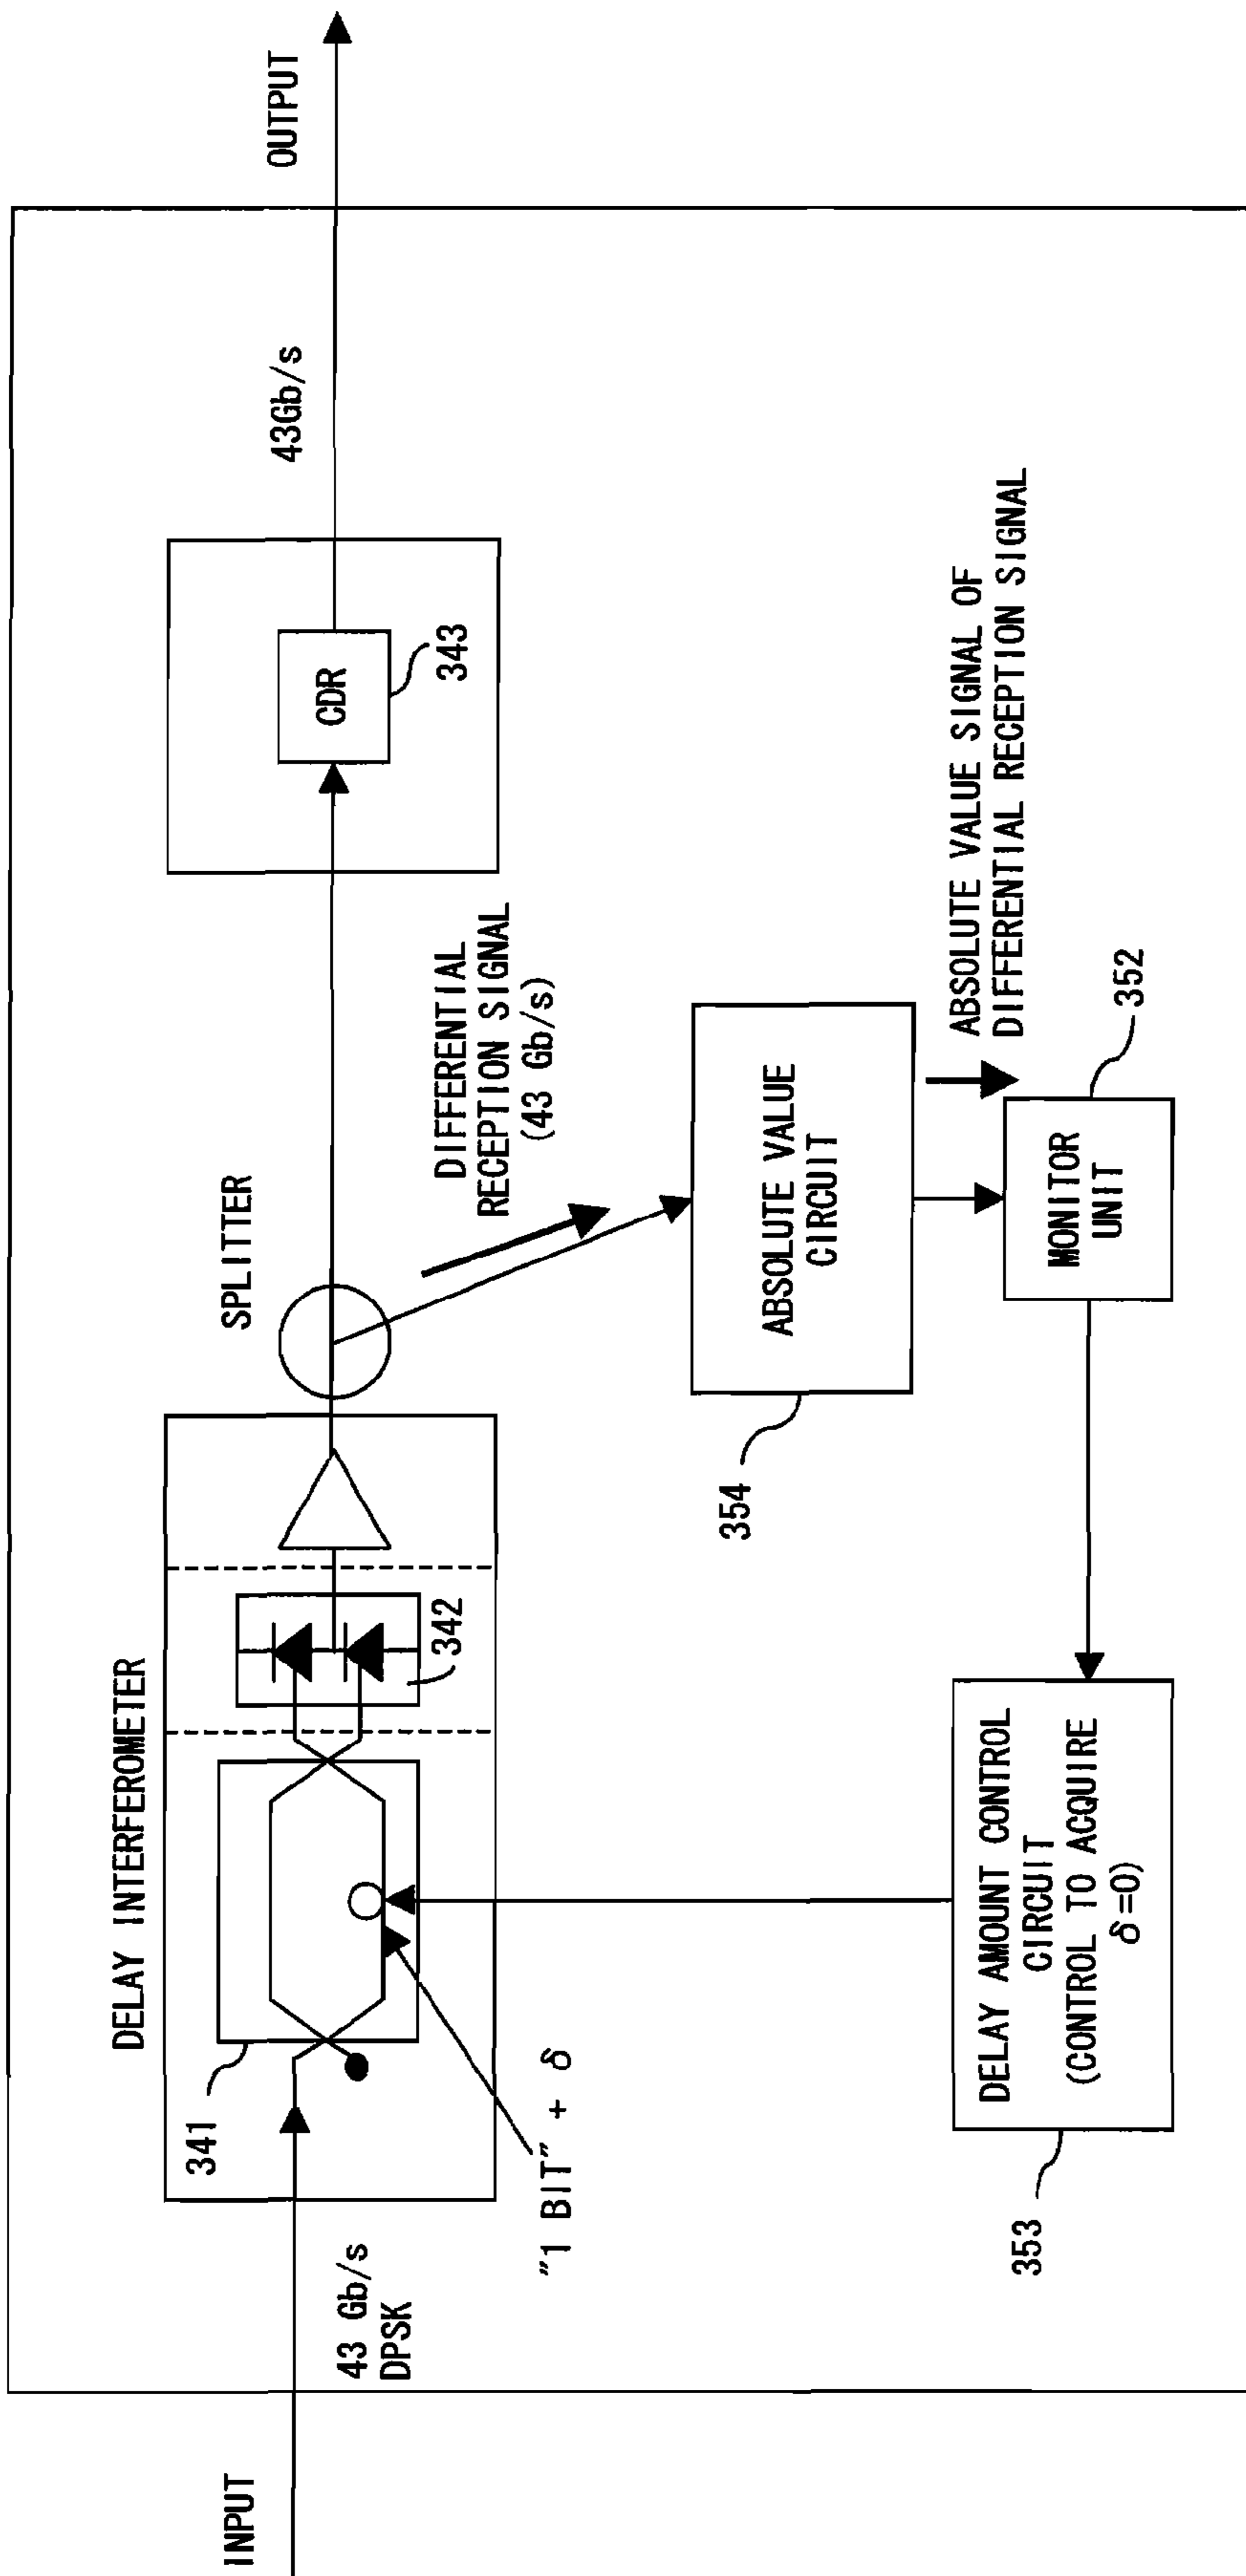 INPUT
43 Gb/s
DPSK
DELAY INTERFEROMETER
341
"1 BIT" + δ
342
SPLITTER
DIFFERENTIAL
RECEPTION SIGNAL
(43 Gb/s)
CDR
343
43Gb/s
OUTPUT
354
ABSOLUTE VALUE
CIRCUIT
ABSOLUTE VALUE SIGNAL OF
DIFFERENTIAL RECEPTION SIGNAL
MONITOR
UNIT
352
353
DELAY AMOUNT CONTROL
CIRCUIT
(CONTROL TO ACQUIRE
δ=0)